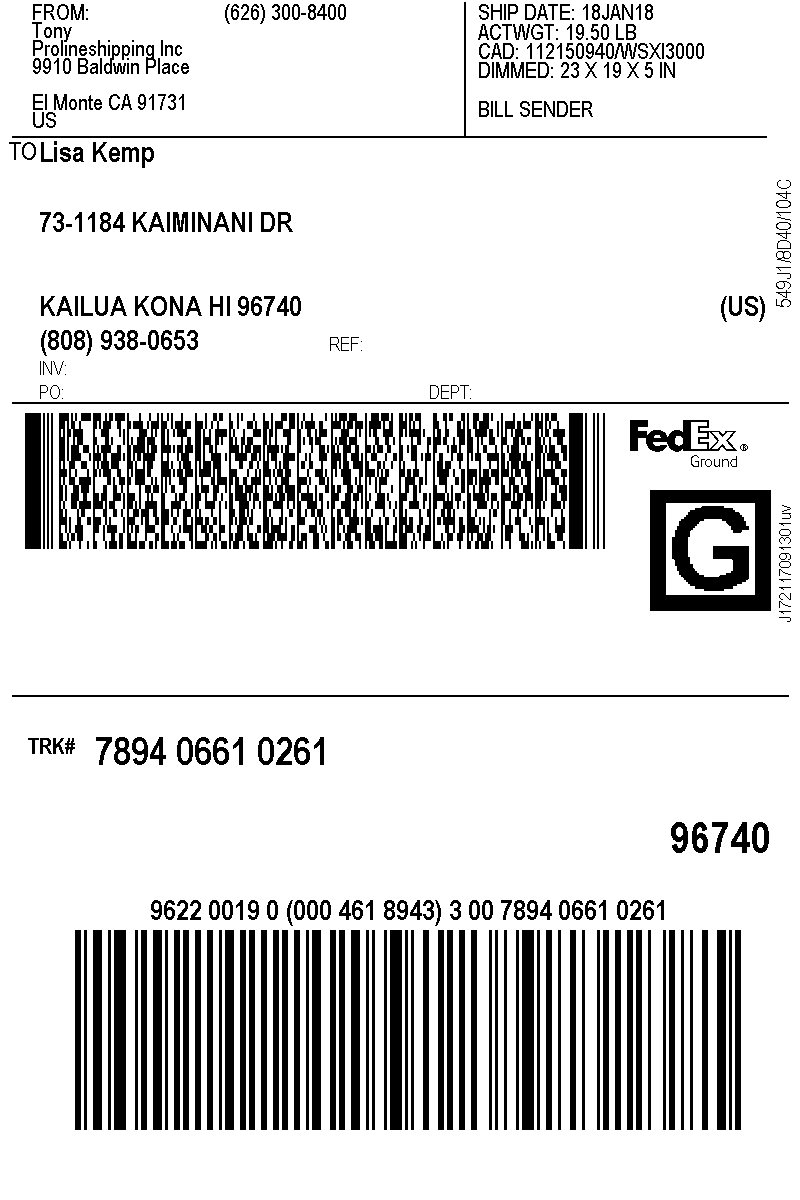 FROM: (626) 300-8400
Tony
Prolineshipping Inc
9910 Baldwin Place
El Monte CA 91731
US
SHIP DATE: 18JAN18
ACTWGT: 19.50 LB
CAD: 112150940/WSXI3000
DIMMED: 23 X 19 X 5 IN
BILL SENDER
TO Lisa Kemp
73-1184 KAIMINANI DR
KAILUA KONA HI 96740 (US)
(808) 938-0653 REF:
INV:
PO: DEPT:
549J1/8D40/104C
FedEx ®
Ground
G
J172117091301uv
TRK# 7894 0661 0261
96740
9622 0019 0 (000 461 8943) 3 00 7894 0661 0261